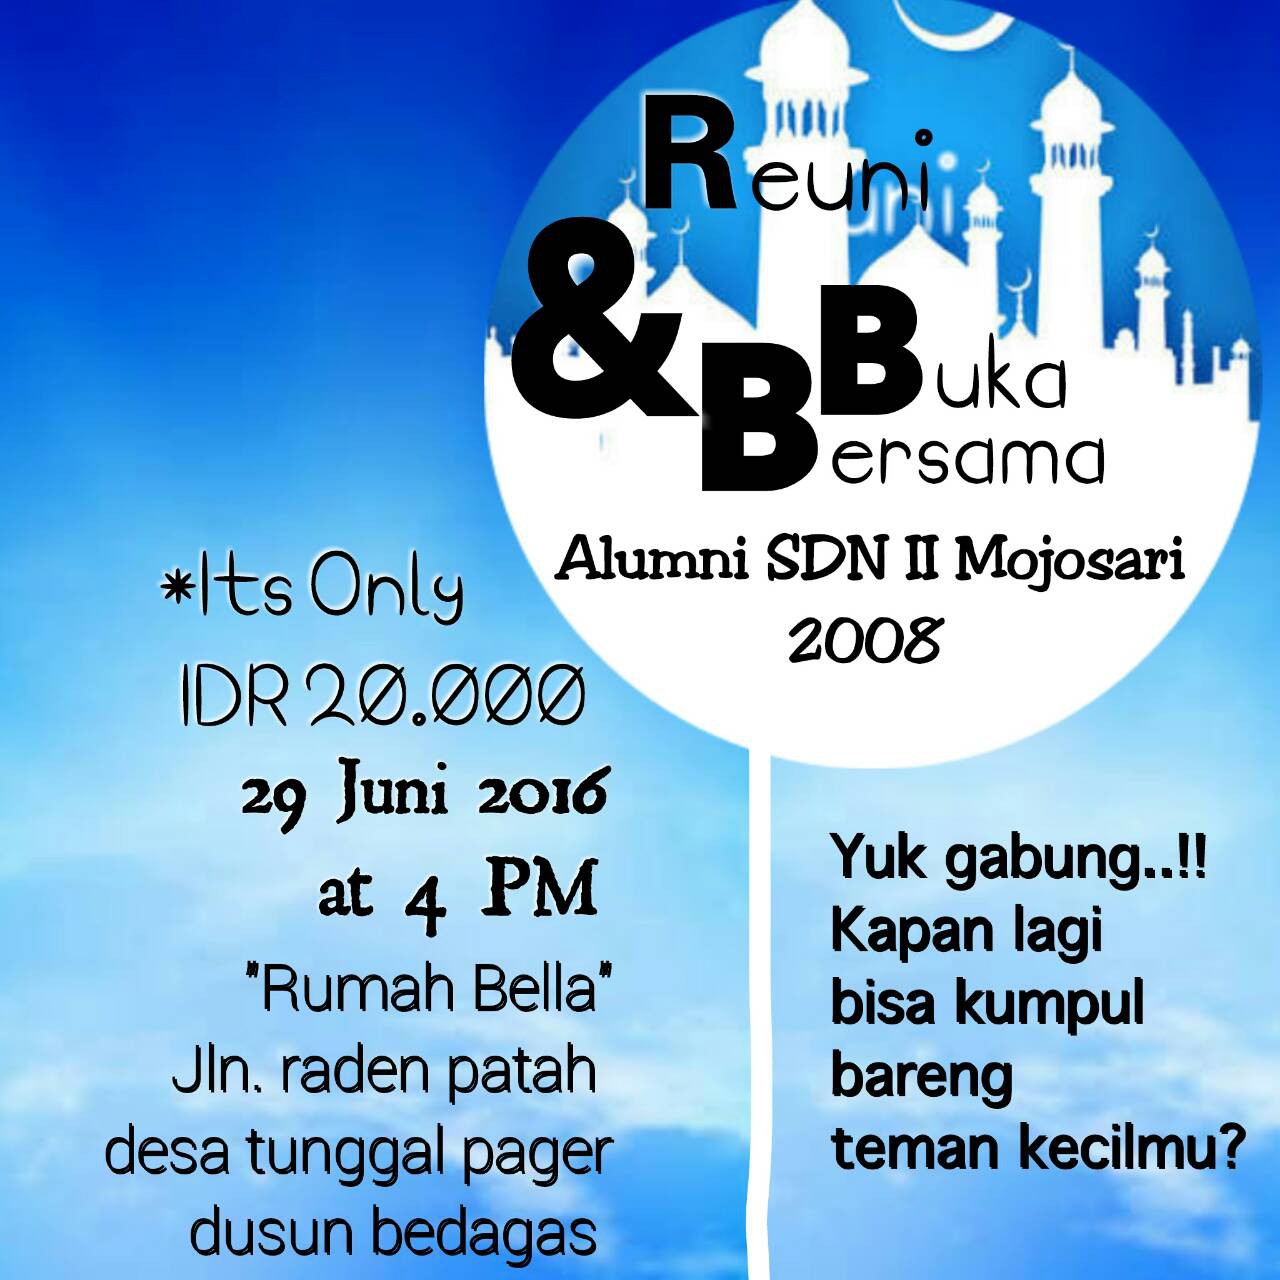 Reuni
& Buka
Bersama
Alumni SDN II Mojosari
2008
*Its Only
IDR 20.000
29 Juni 2016
at 4 PM
"Rumah Bella"
Jln. raden patah
desa tunggal pager
dusun bedagas
Yuk gabung..!!
Kapan lagi
bisa kumpul
bareng
teman kecilmu?